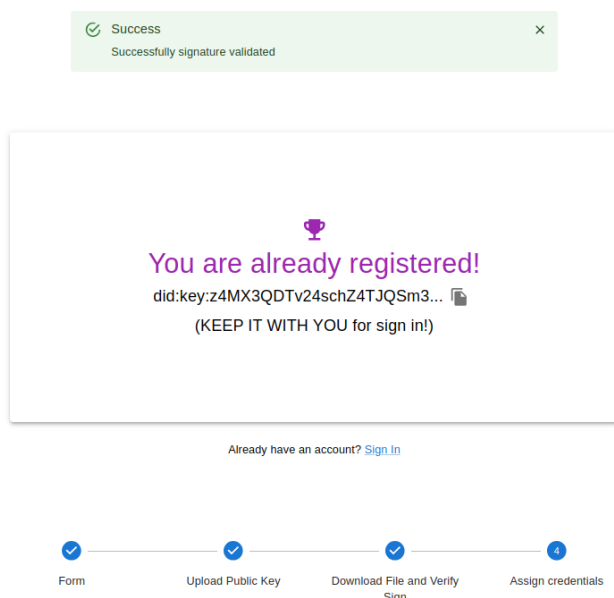 Success
Successfully signature validated
You are already registered!
did:key:z4MX3QDTv24schZ4TJQSm3...
(KEEP IT WITH YOU for sign in!)
Already have an account? Sign In
4
Form
Upload Public Key
Download File and Verify
Sign
Assign credentials